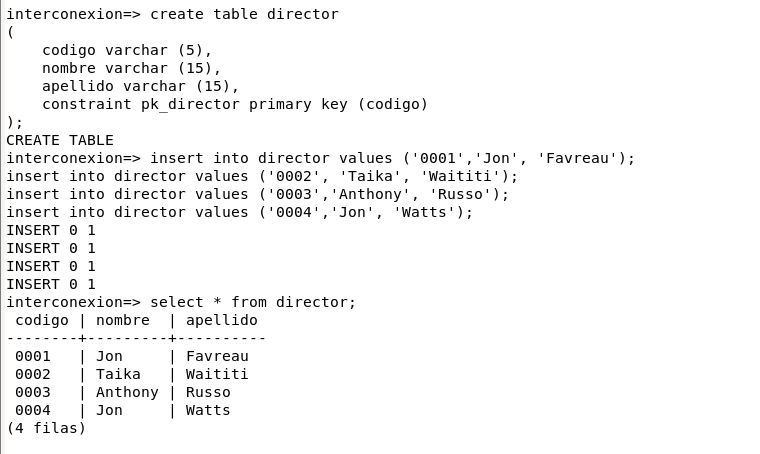 interconexion=> create table director
(
    codigo varchar (5),
    nombre varchar (15),
    apellido varchar (15),
    constraint pk_director primary key (codigo)
);
CREATE TABLE
interconexion=> insert into director values ('0001','Jon', 'Favreau');
insert into director values ('0002', 'Taika', 'Waititi');
insert into director values ('0003','Anthony', 'Russo');
insert into director values ('0004','Jon', 'Watts');
INSERT 0 1
INSERT 0 1
INSERT 0 1
INSERT 0 1
interconexion=> select * from director;
 codigo | nombre  | apellido
--------+---------+----------
 0001   | Jon     | Favreau
 0002   | Taika   | Waititi
 0003   | Anthony | Russo
 0004   | Jon     | Watts
(4 filas)